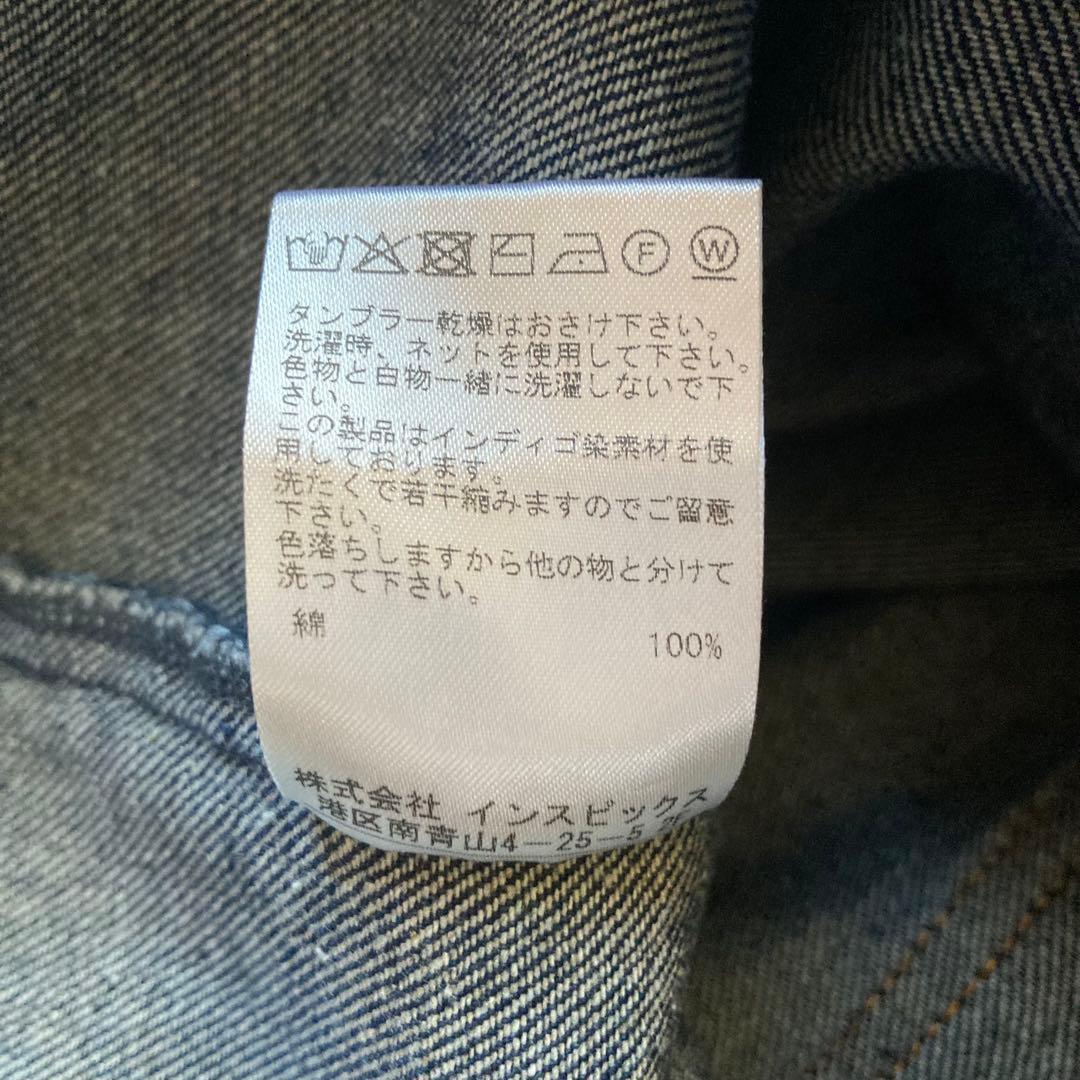 F W
タンブラー乾燥はおさけ下さい。
洗濯時、ネットを使用して下さい。
色物と白物一緒に洗濯しないで下
さい。
この製品はインディゴ染素材を使
用しております。
洗たくで若干縮みますのでご留意
下さい。
色落ちしますから他の物と分けて
洗って下さい。
綿 100%
株式会社 インスピックス
港区南青山4-25-5